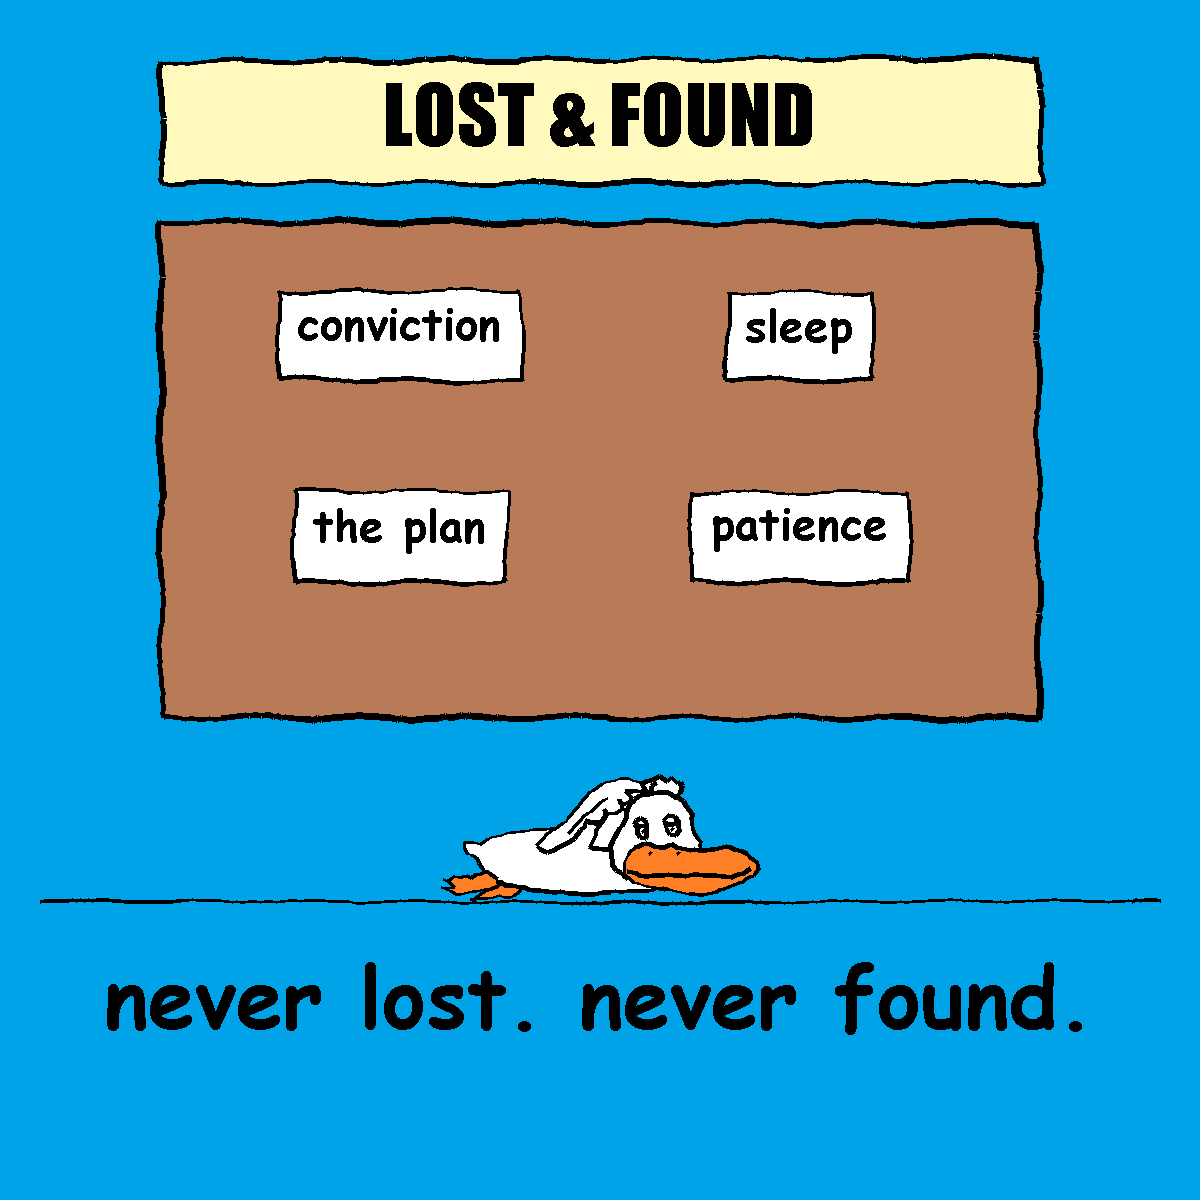 LOST & FOUND
conviction
sleep
the plan
patience
never lost. never found.